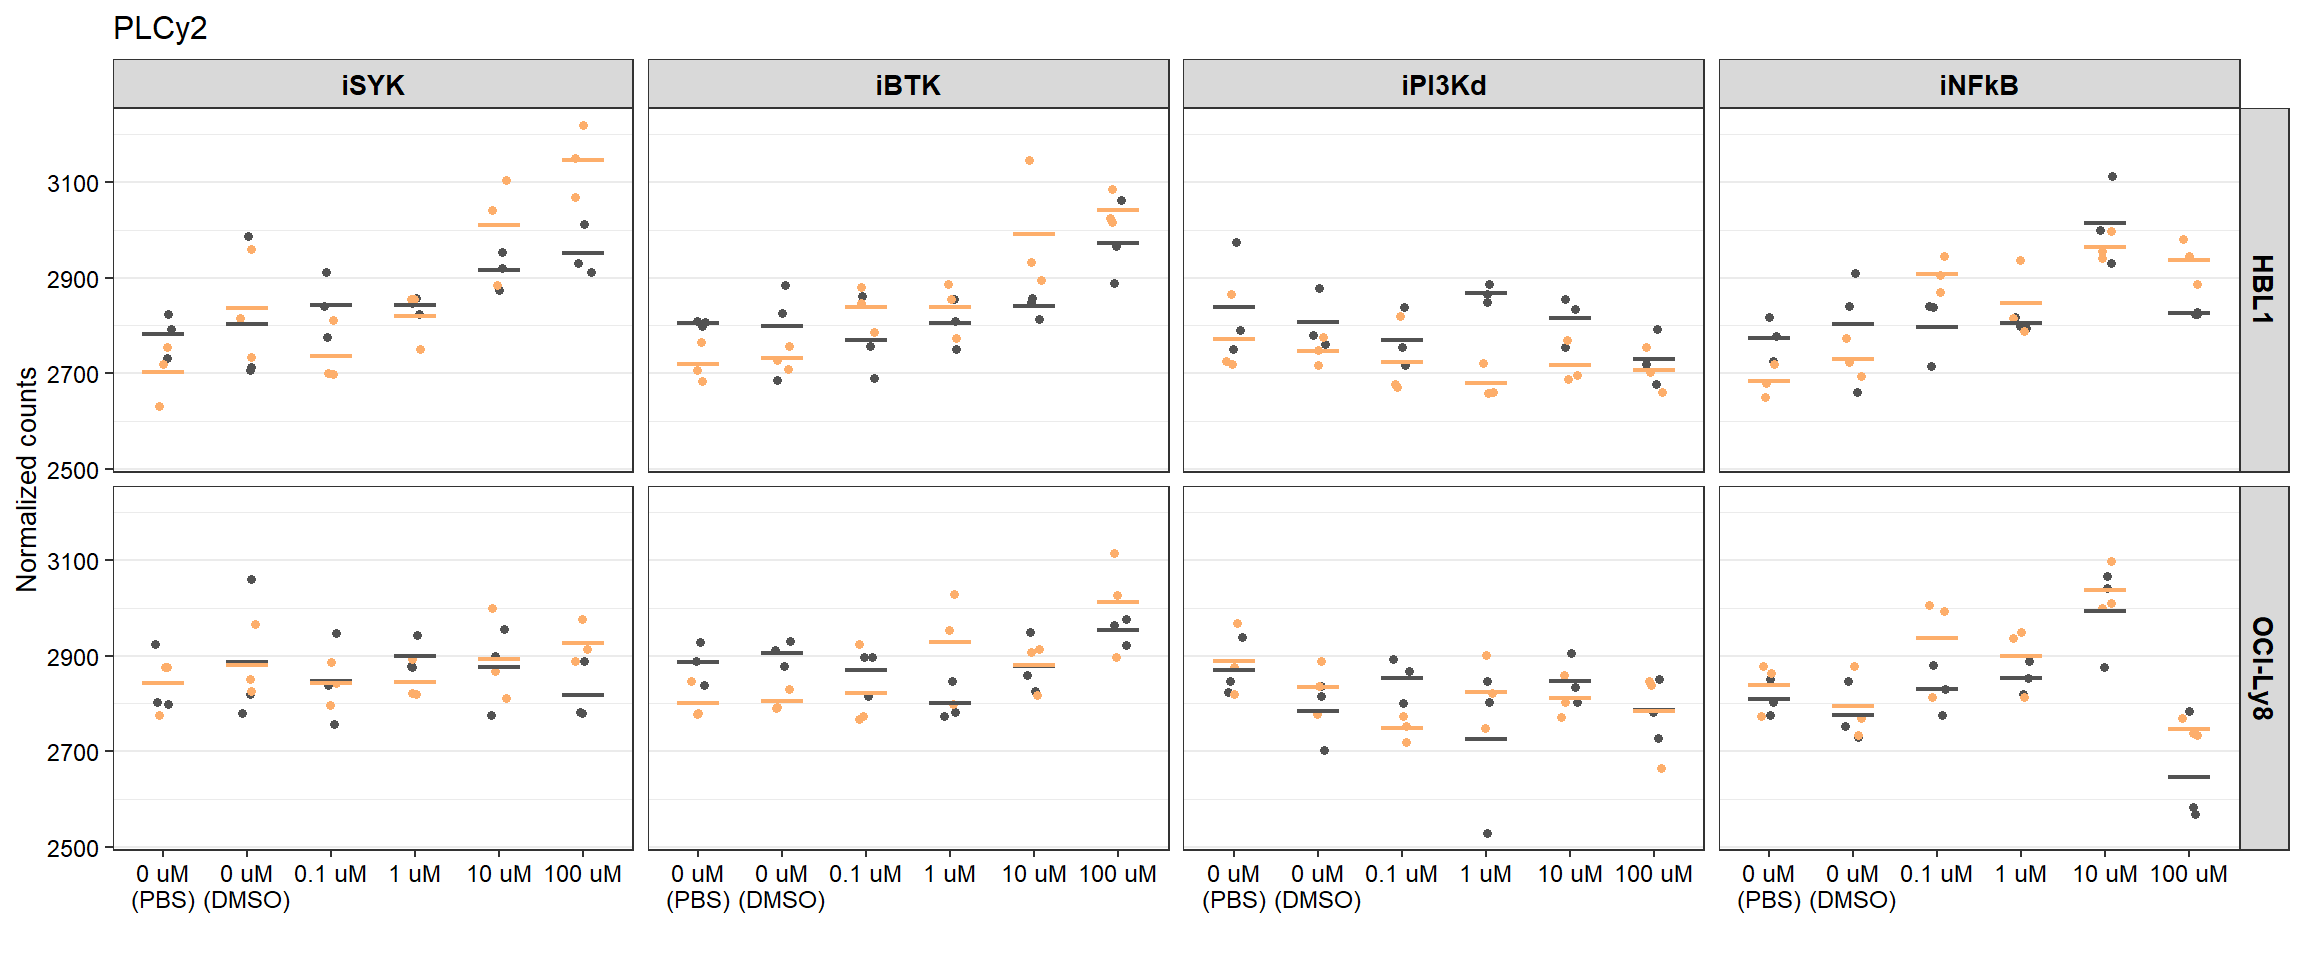 PLCy2
iSYK iBTK iPI3Kd iNFkB
Normalized counts
3100
2900
2700
2500
HBL1
3100
2900
2700
2500
OCI-Ly8
0 uM 0 uM 0.1 uM 1 uM 10 uM 100 uM 0 uM 0 uM 0.1 uM 1 uM 10 uM 100 uM 0 uM 0 uM 0.1 uM 1 uM 10 uM 100 uM 0 uM 0 uM 0.1 uM 1 uM 10 uM 100 uM
(PBS) (DMSO) (PBS) (DMSO) (PBS) (DMSO) (PBS) (DMSO)